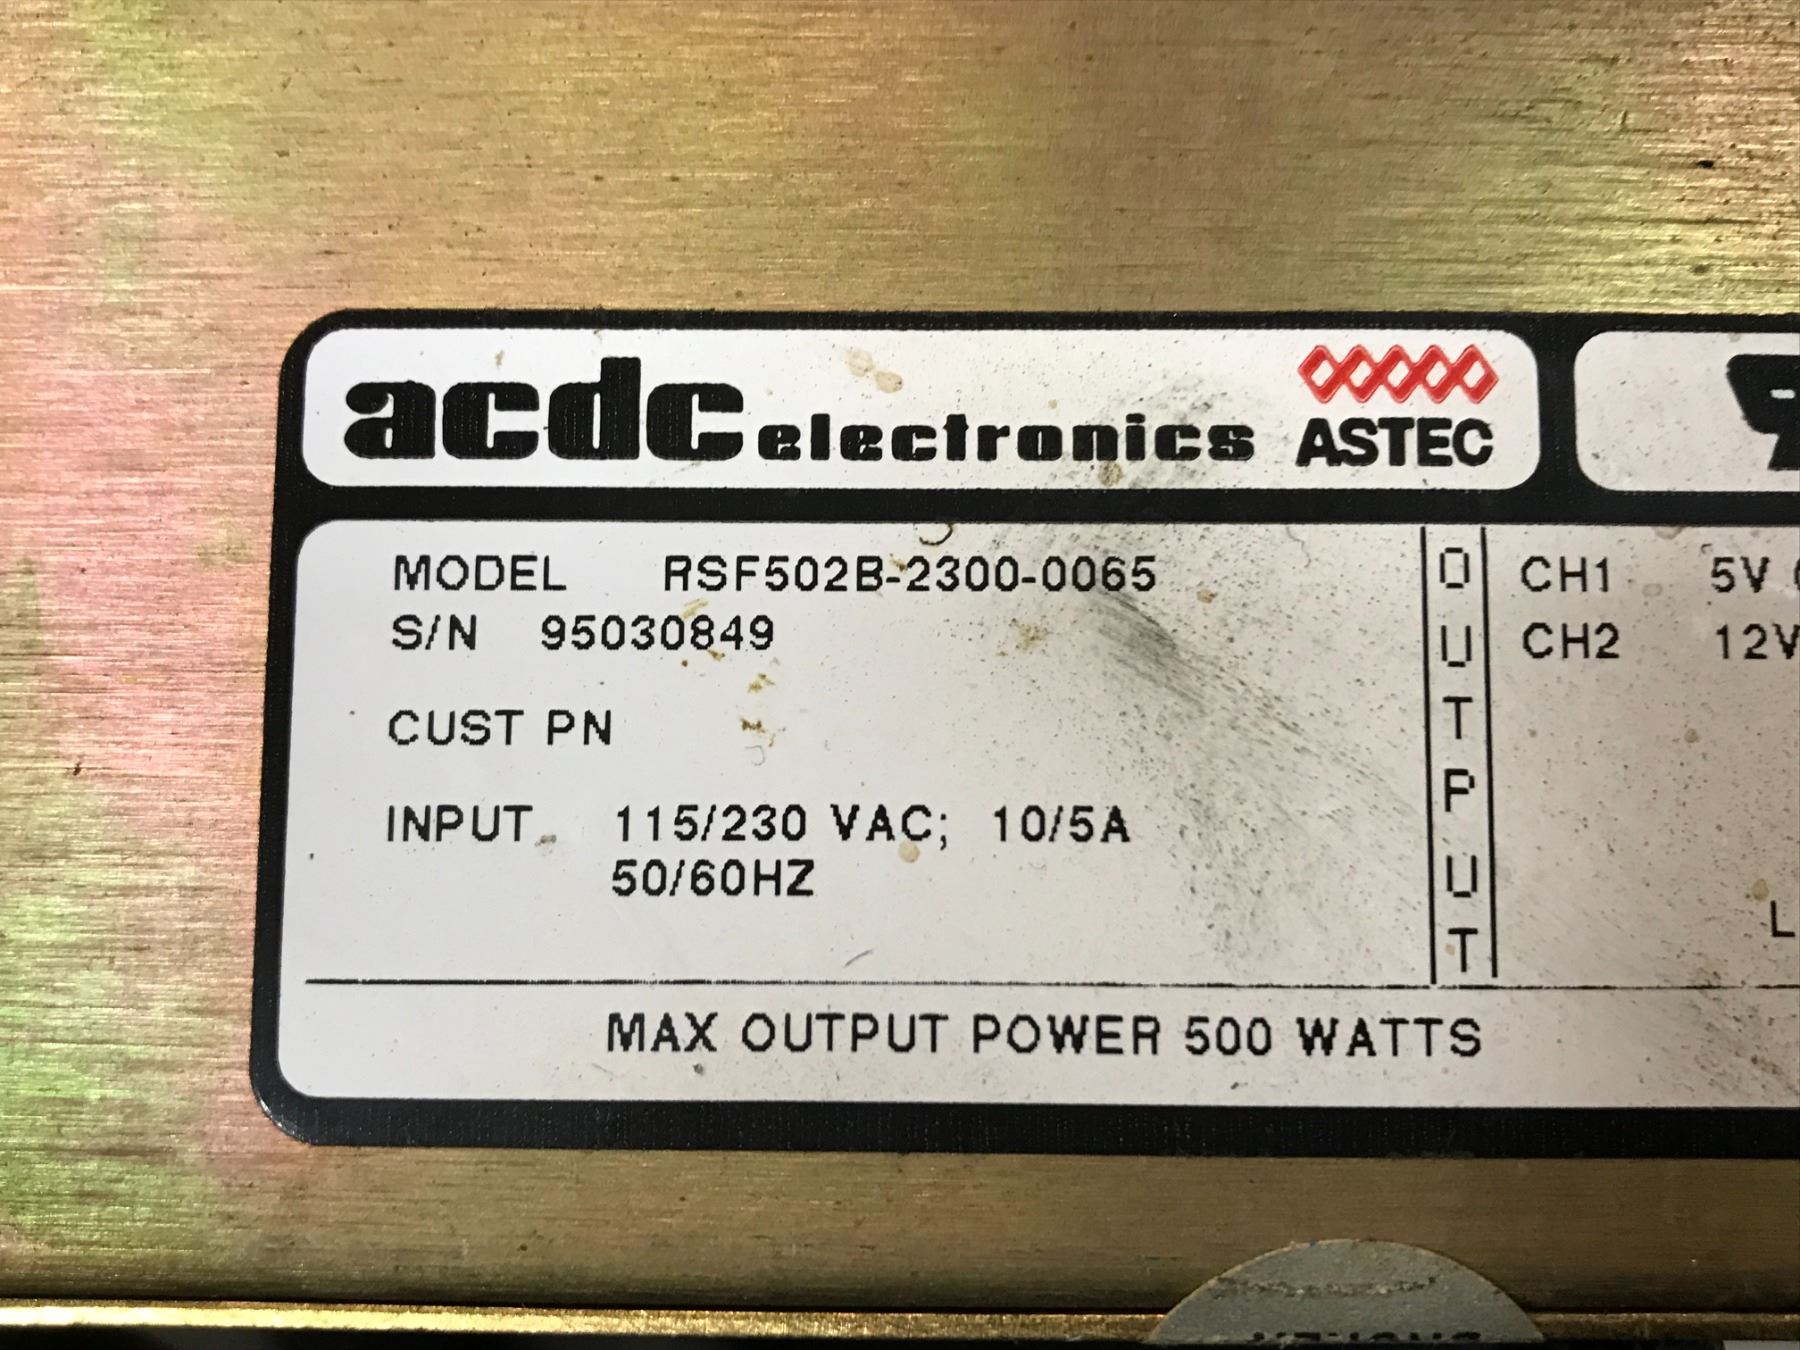 acdc electronics ASTEC
MODEL RSF502B-2300-0065
S/N 95030849
CUST PN
INPUT 115/230 VAC; 10/5A
50/60HZ
OUTPUT
CH1 5V
CH2 12V
L
MAX OUTPUT POWER 500 WATTS